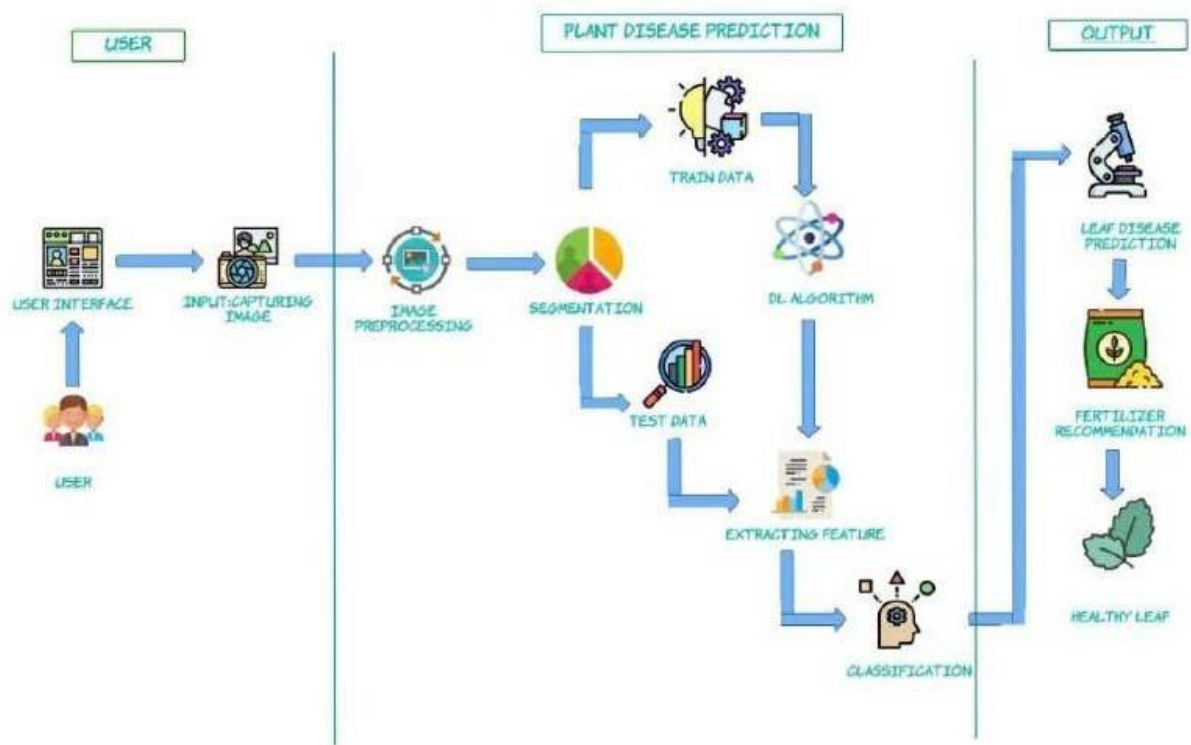 USER
PLANT DISEASE PREDICTION
OUTPUT
TRAIN DATA
LEAF DISEASE
PREDICTION
USER INTERFACE
INPUT:CAPTURING
IMAGE
IMAGE
PREPROCESSING
SEGMENTATION
DL ALGORITHM
TEST DATA
FERTILIZER
RECOMMENDATION
USER
EXTRACTING FEATURE
HEALTHY LEAF
CLASSIFICATION